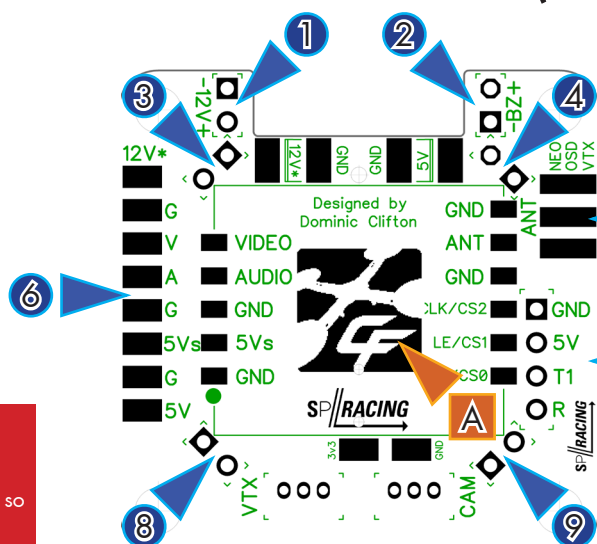 1
2
3
4
-12V+
-BZ+
12V*
12V*
GND
GND
5V
NEO
OSD
VTX
ANT
Designed by
Dominic Clifton
G
V
A
G
5Vs
G
5V
VIDEO
AUDIO
GND
5Vs
GND
GND
ANT
GND
CLK/CS2
LE/CS1
/CS0
GND
5V
T1
R
6
CF
A
SP//RACING
SP//RACING
3v3
GND
VTX
CAM
8
9
SO